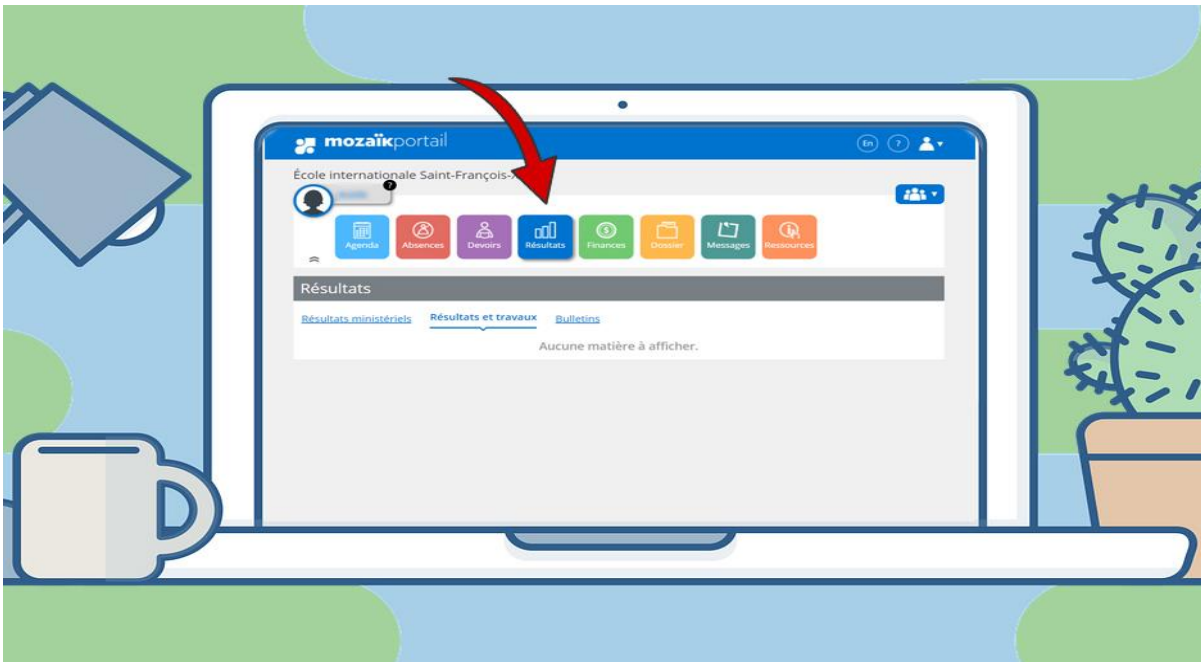 mozaïkportail
En ?
École internationale Saint-François-
?
Agenda Absences Devoirs Résultats Finances Dossier Messages Ressources
Résultats
Résultats ministériels Résultats et travaux Bulletins
Aucune matière à afficher.